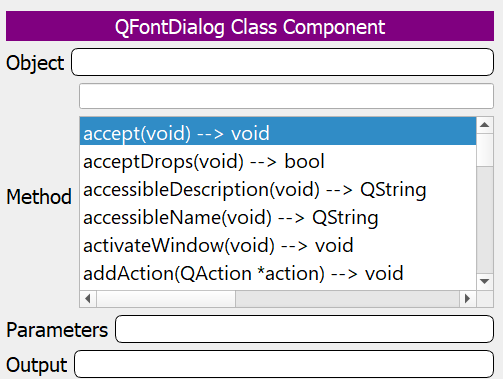 QFontDialog Class Component
Object
accept(void) --> void
acceptDrops(void) --> bool
accessibleDescription(void) --> QString
accessibleName(void) --> QString
Method
activateWindow(void) --> void
addAction(QAction *action) --> void
Parameters
Output